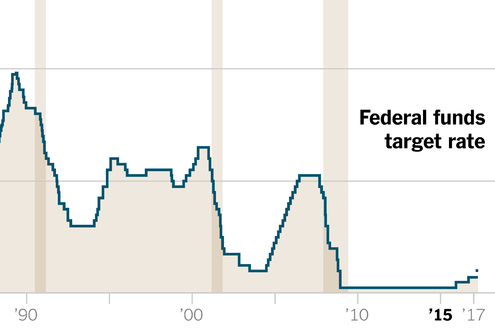 Federal funds
target rate
’90 ’00 ’10 ’15 ’17